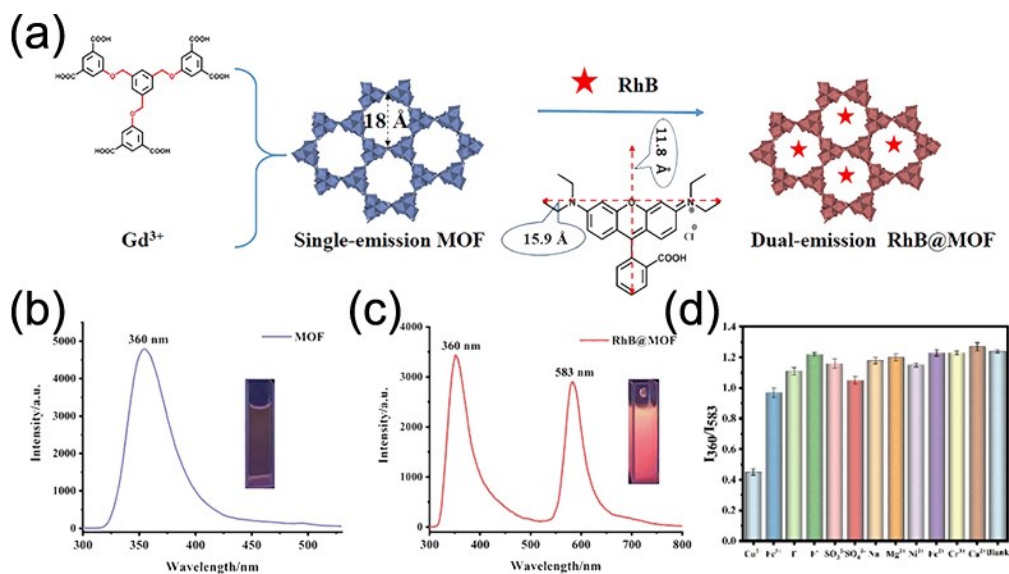 (a)
COOH
COOH
HOOC
COOH
O
O
O
HOOC
COOH
Gd³⁺
18 Å
Single-emission MOF
RhB
11.8 Å
15.9 Å
N
O
N
⊕
Cl
⊖
COOH
Dual-emission RhB@MOF
(b)
360 nm
MOF
Intensity/a.u.
5000
4000
3000
2000
1000
0
300 350 400 450 500
Monomer/nm
(c)
360 nm
583 nm
RhB@MOF
Intensity/a.u.
4000
3000
2000
1000
0
300 400 500 600 700 800
Monomer/nm
(d)
I360/I583
1.4
1.2
1.0
0.8
0.6
0.4
0.2
0.0
Fe³⁺ I⁻ F⁻ SO₃²⁻ SO₄²⁻ Na Mg²⁺ Ni²⁺ Fe²⁺ Cr³⁺ Blank